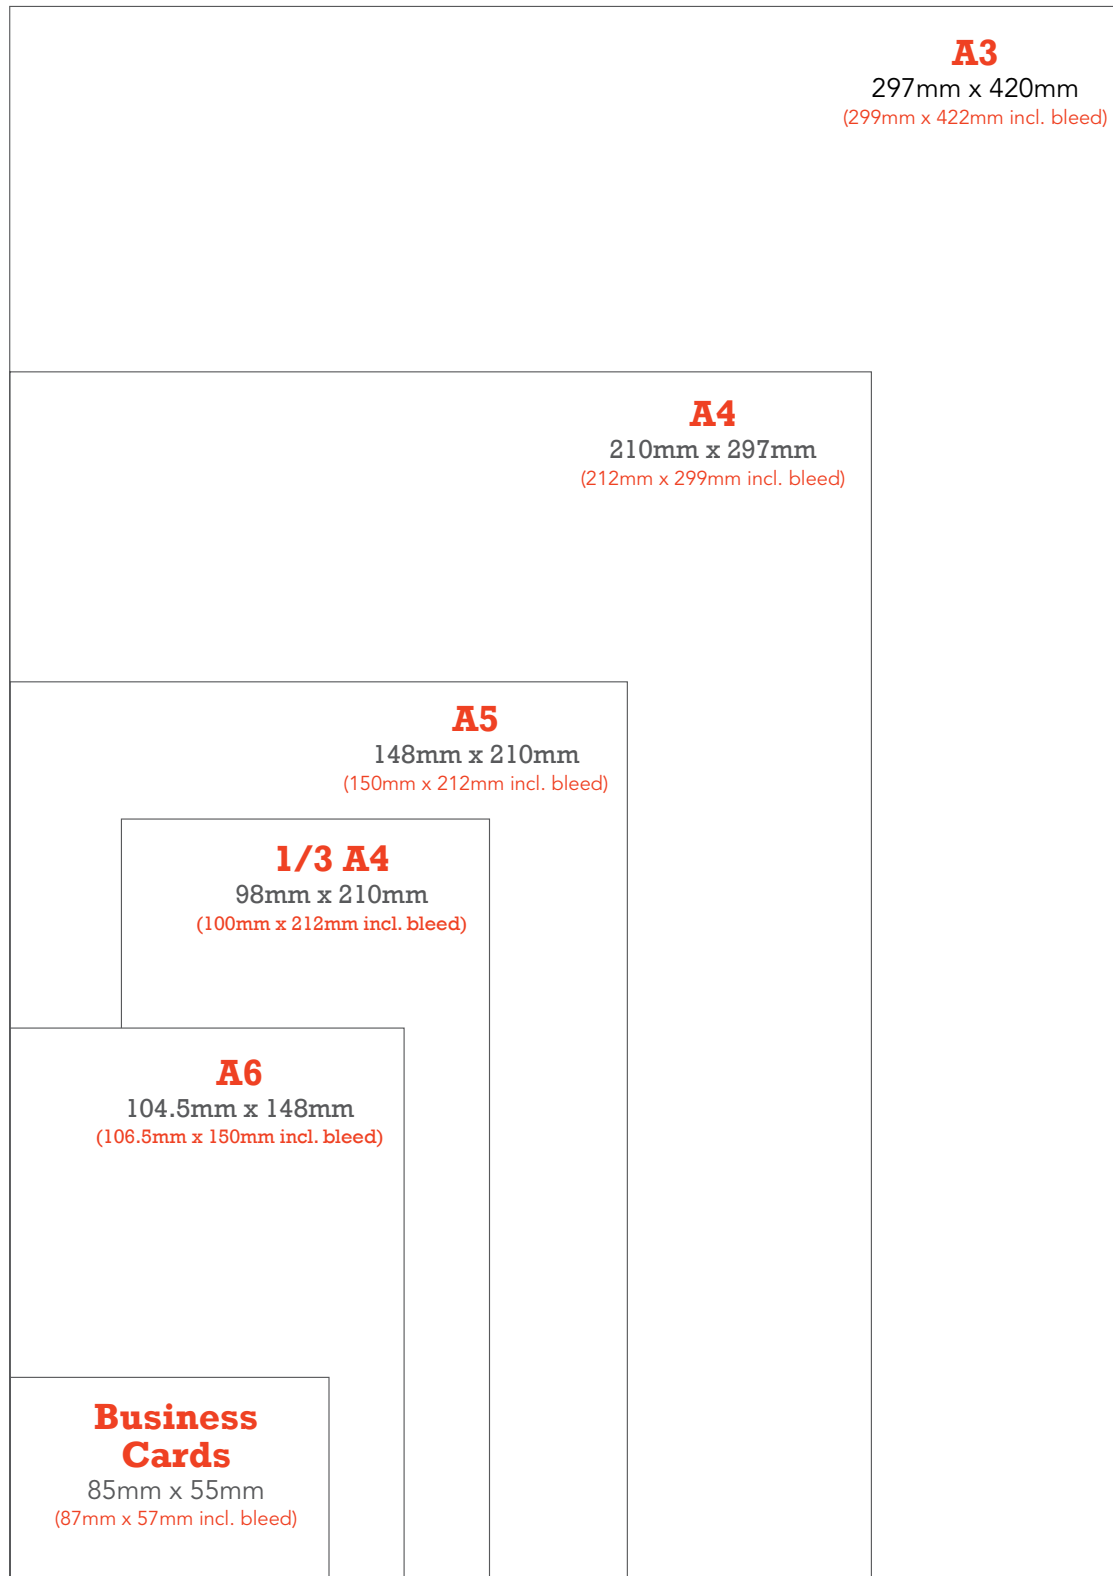 A3
297mm x 420mm
(299mm x 422mm incl. bleed)
A4
210mm x 297mm
(212mm x 299mm incl. bleed)
A5
148mm x 210mm
(150mm x 212mm incl. bleed)
1/3 A4
98mm x 210mm
(100mm x 212mm incl. bleed)
A6
104.5mm x 148mm
(106.5mm x 150mm incl. bleed)
Business
Cards
85mm x 55mm
(87mm x 57mm incl. bleed)